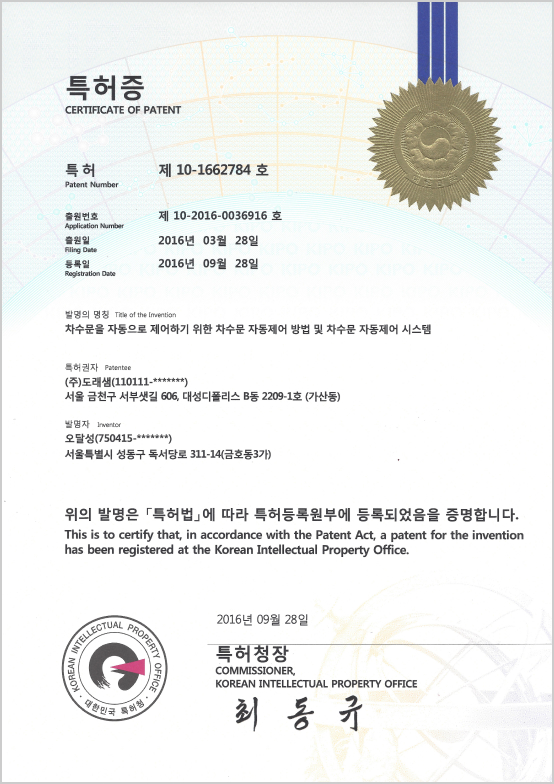 특허증
CERTIFICATE OF PATENT
특허 제 10-1662784 호
Patent Number
출원번호 제 10-2016-0036916 호
Application Number
출원일 2016년 03월 28일
Filing Date
등록일 2016년 09월 28일
Registration Date
발명의 명칭 Title of the Invention
차수문을 자동으로 제어하기 위한 차수문 자동제어 방법 및 차수문 자동제어 시스템
특허권자 Patentee
(주)도래샘(110111-*******)
서울 금천구 서부샛길 606, 대성디폴리스 B동 2209-1호 (가산동)
발명자 Inventor
오달성(750415-*******)
서울특별시 성동구 독서당로 311-14(금호동3가)
위의 발명은 「특허법」에 따라 특허등록원부에 등록되었음을 증명합니다.
This is to certify that, in accordance with the Patent Act, a patent for the invention
has been registered at the Korean Intellectual Property Office.
2016년 09월 28일
특허청장
COMMISSIONER,
KOREAN INTELLECTUAL PROPERTY OFFICE
최동규
KOREAN INTELLECTUAL PROPERTY OFFICE
대한민국 특허청